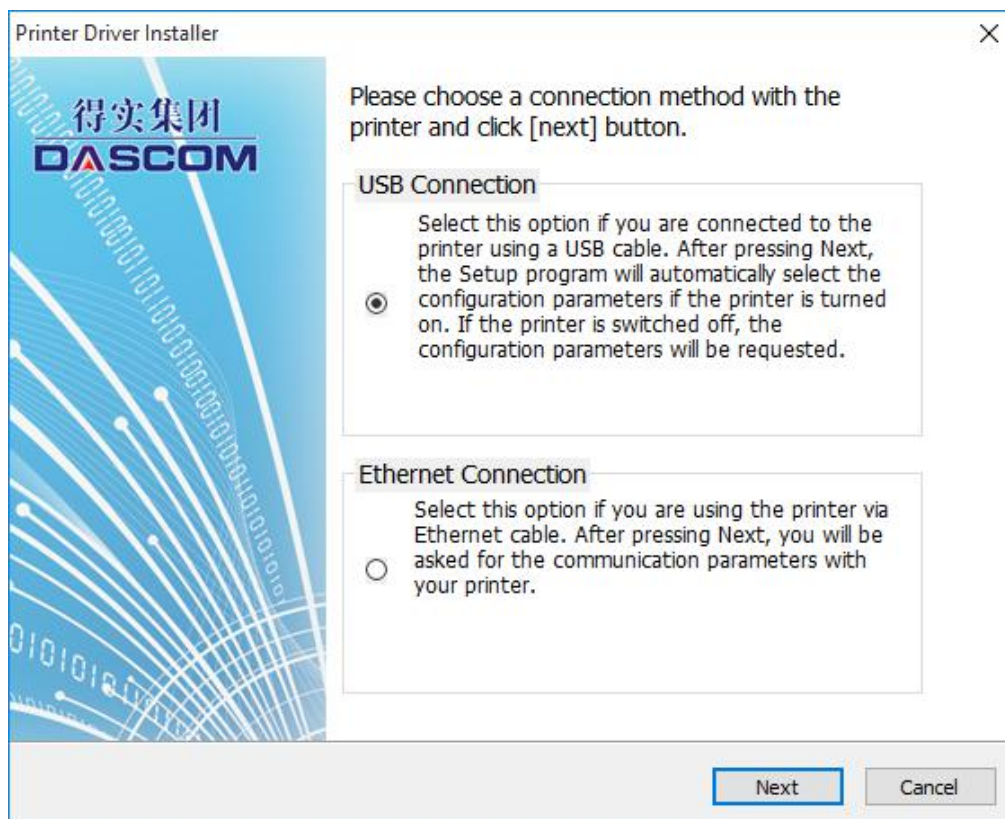 Printer Driver Installer
得实集团
DASCOM
Please choose a connection method with the
printer and click [next] button.
USB Connection
Select this option if you are connected to the
printer using a USB cable. After pressing Next,
the Setup program will automatically select the
configuration parameters if the printer is turned
on. If the printer is switched off, the
configuration parameters will be requested.
Ethernet Connection
Select this option if you are using the printer via
Ethernet cable. After pressing Next, you will be
asked for the communication parameters with
your printer.
Next
Cancel